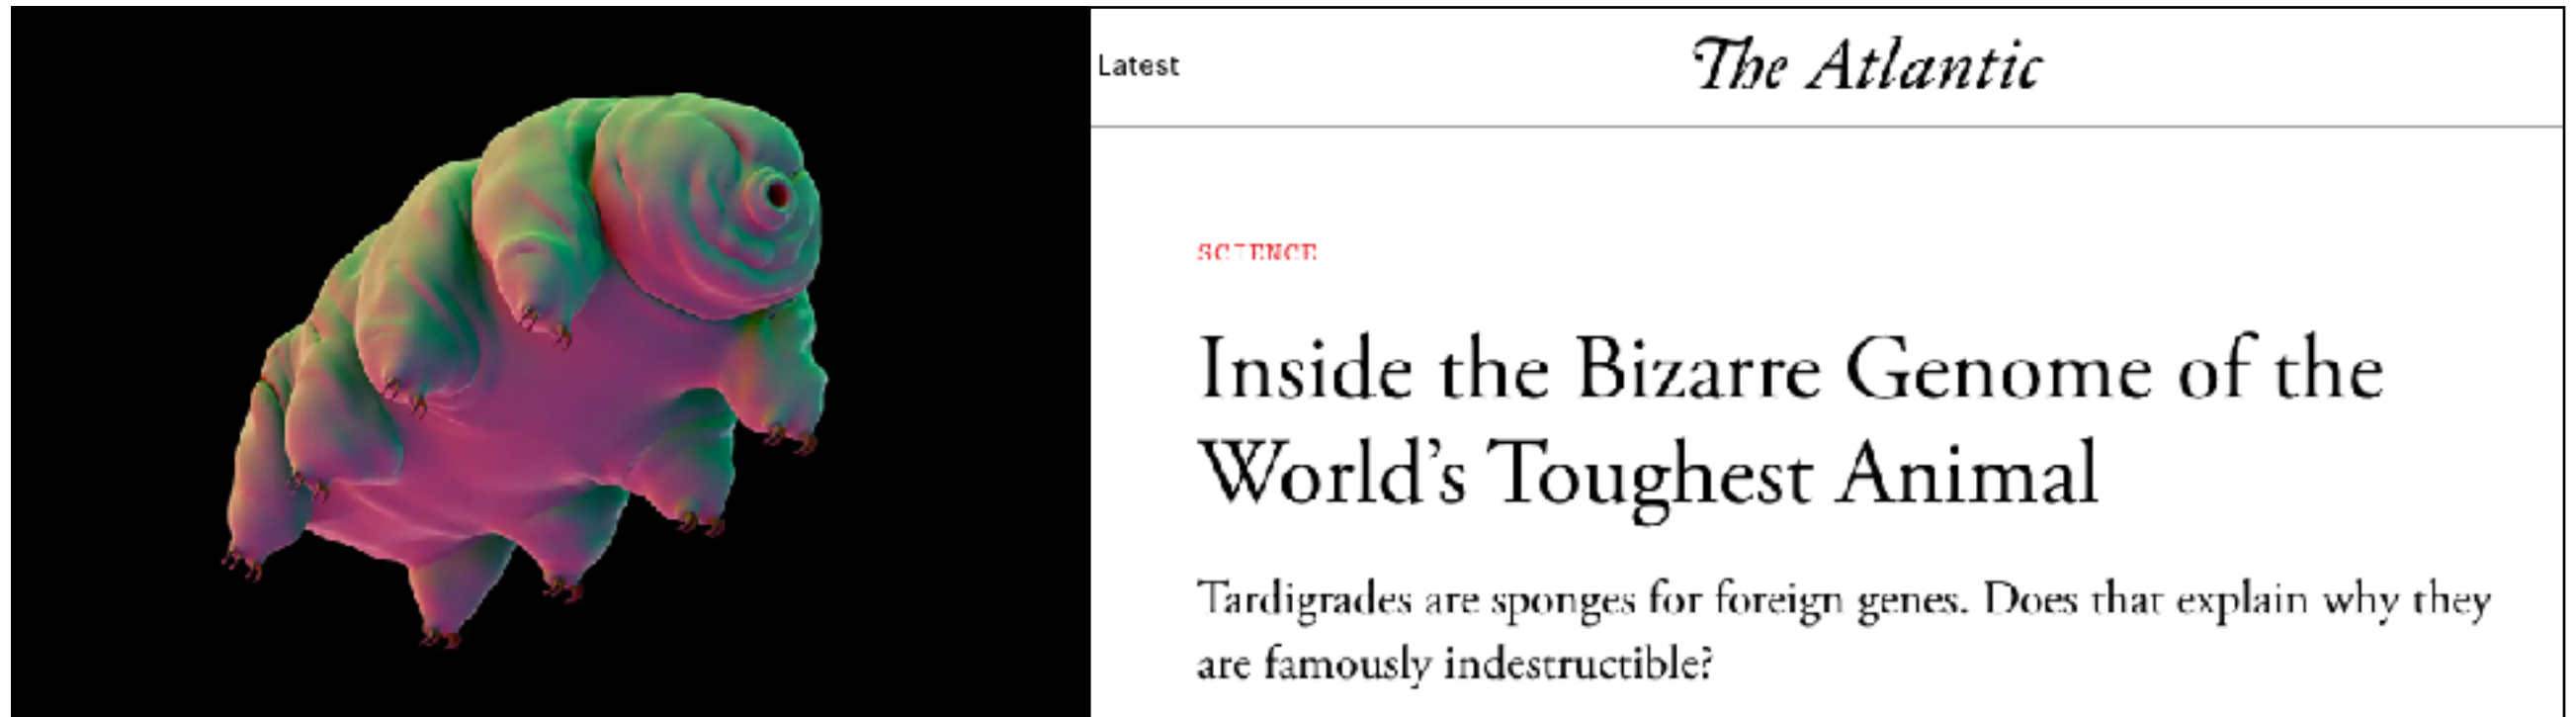 Latest
The Atlantic
SCIENCE
Inside the Bizarre Genome of the
World’s Toughest Animal
Tardigrades are sponges for foreign genes. Does that explain why they
are famously indestructible?